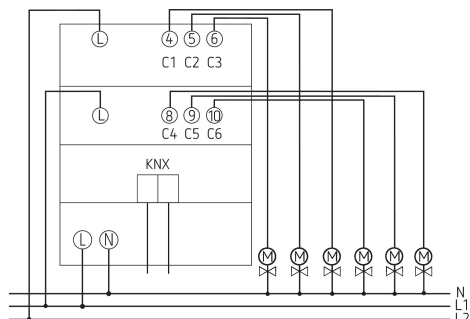 L 4 5 6
C1 C2 C3
L 8 9 10
C4 C5 C6
KNX
L N
M M M M M M
N
L1
L2